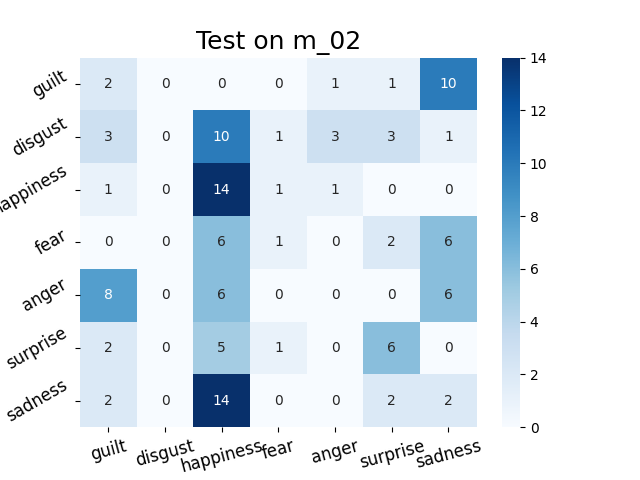 Test on m_02
guilt 2 0 0 0 1 1 10
disgust 3 0 10 1 3 3 1
happiness 1 0 14 1 1 0 0
fear 0 0 6 1 0 2 6
anger 8 0 6 0 0 0 6
surprise 2 0 5 1 0 6 0
sadness 2 0 14 0 0 2 2
guilt disgust happiness fear anger surprise sadness
14
12
10
8
6
4
2
0